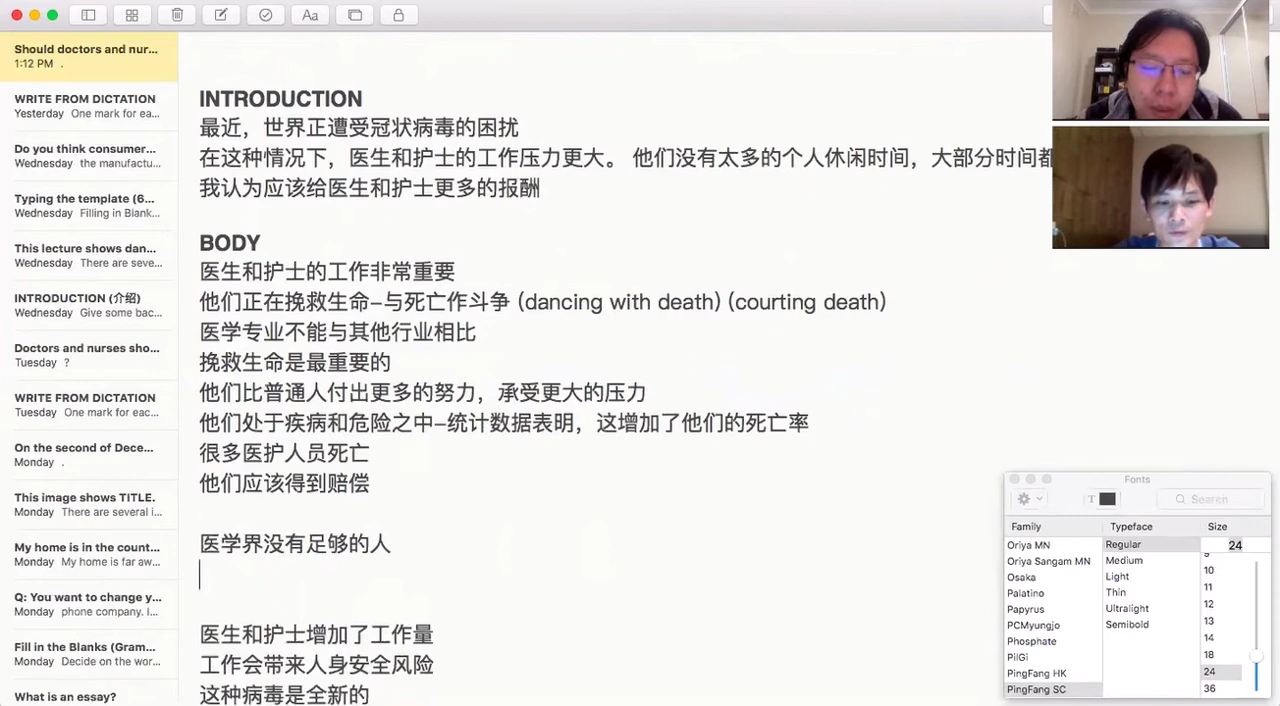 Aa
Should doctors and nur...
1:12 PM .
WRITE FROM DICTATION
Yesterday One mark for ea...
Do you think consumer...
Wednesday the manufactu...
Typing the template (6...
Wednesday Filling in Blank...
This lecture shows dan...
Wednesday There are seve...
INTRODUCTION (介绍)
Wednesday Give some bac...
Doctors and nurses sho...
Tuesday ?
WRITE FROM DICTATION
Tuesday One mark for eac...
On the second of Dece...
Monday .
This image shows TITLE.
Monday There are several i...
My home is in the count...
Monday My home is far aw...
Q: You want to change y...
Monday phone company. I...
Fill in the Blanks (Gram...
Monday Decide on the wor...
What is an essay?
INTRODUCTION
最近，世界正遭受冠状病毒的困扰
在这种情况下，医生和护士的工作压力更大。 他们没有太多的个人休闲时间，大部分时间都
我认为应该给医生和护士更多的报酬
BODY
医生和护士的工作非常重要
他们正在挽救生命-与死亡作斗争 (dancing with death) (courting death)
医学专业不能与其他行业相比
挽救生命是最重要的
他们比普通人付出更多的努力，承受更大的压力
他们处于疾病和危险之中-统计数据表明，这增加了他们的死亡率
很多医护人员死亡
他们应该得到赔偿
医学界没有足够的人
医生和护士增加了工作量
工作会带来人身安全风险
这种病毒是全新的
Fonts
T
Search
Family Typeface Size
Oriya MN Regular 24
9
Oriya Sangam MN Medium 10
Osaka Light 11
Palatino Thin 12
Papyrus Ultralight 13
PCMyungjo Semibold 14
Phosphate 18
PilGi
PingFang HK 24
PingFang SC 36